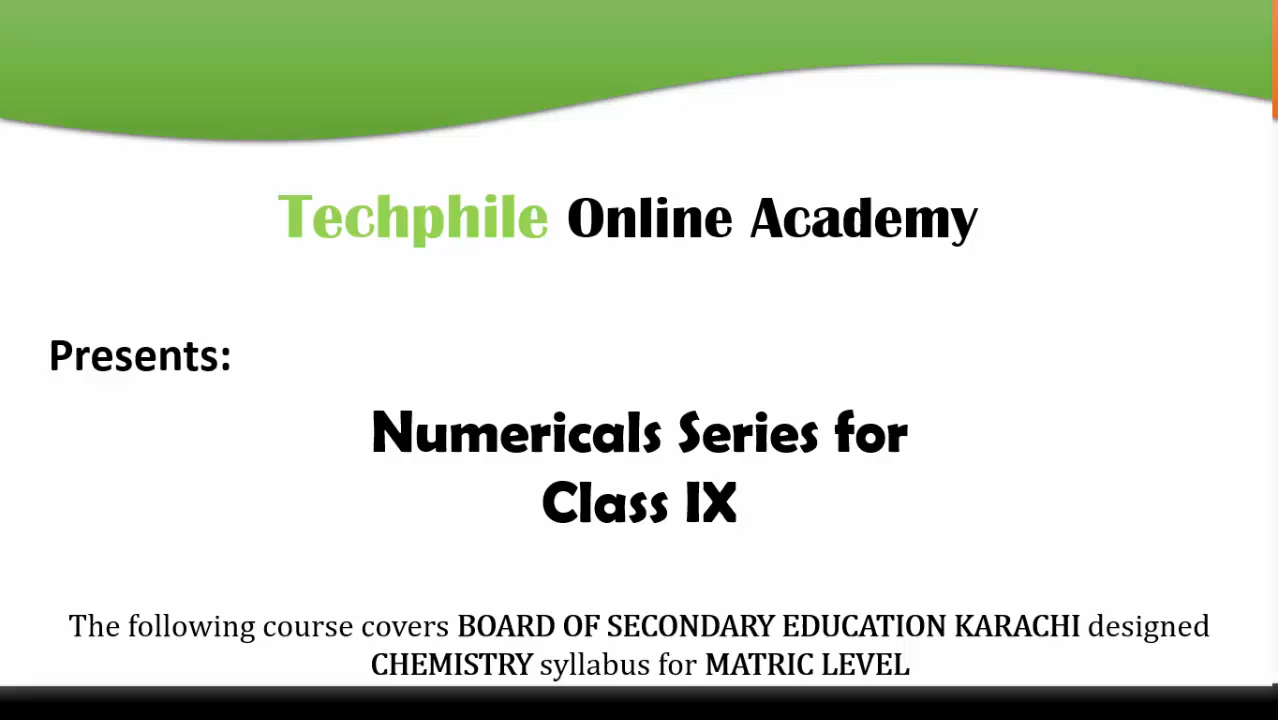 Techphile Online Academy
Presents:
Numericals Series for
Class IX
The following course covers BOARD OF SECONDARY EDUCATION KARACHI designed
CHEMISTRY syllabus for MATRIC LEVEL